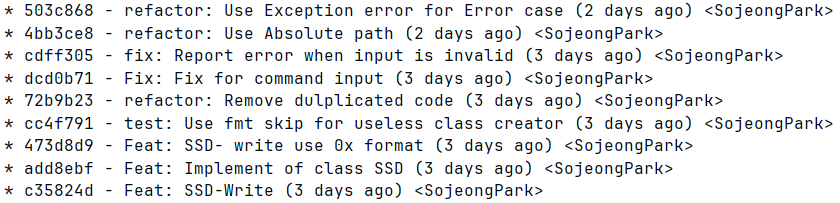 * 503c868 - refactor: Use Exception error for Error case (2 days ago) <SojeongPark>
* 4bb3ce8 - refactor: Use Absolute path (2 days ago) <SojeongPark>
* cdff305 - fix: Report error when input is invalid (3 days ago) <SojeongPark>
* dcd0b71 - Fix: Fix for command input (3 days ago) <SojeongPark>
* 72b9b23 - refactor: Remove dulplicated code (3 days ago) <SojeongPark>
* cc4f791 - test: Use fmt skip for useless class creator (3 days ago) <SojeongPark>
* 473d8d9 - Feat: SSD- write use 0x format (3 days ago) <SojeongPark>
* add8ebf - Feat: Implement of class SSD (3 days ago) <SojeongPark>
* c35824d - Feat: SSD-Write (3 days ago) <SojeongPark>